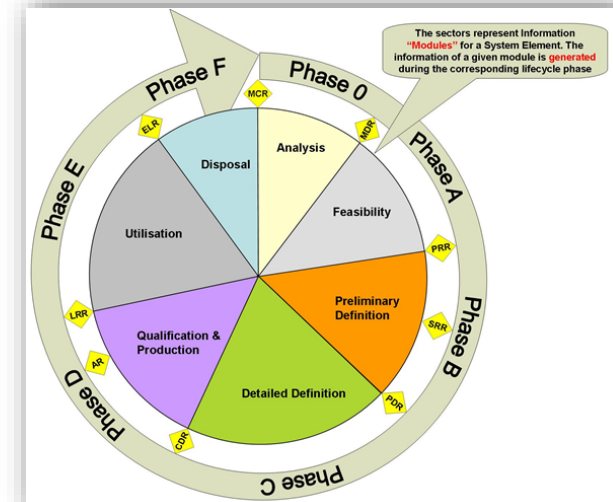 The sectors represent Information
“Modules” for a System Element. The
information of a given module is generated
during the corresponding lifecycle phase
Phase 0
Phase A
Phase B
Phase C
Phase D
Phase E
Phase F
MCR
MDR
PRR
SRR
PDR
CDR
AR
LRR
ELR
Analysis
Feasibility
Preliminary
Definition
Detailed Definition
Qualification &
Production
Utilisation
Disposal